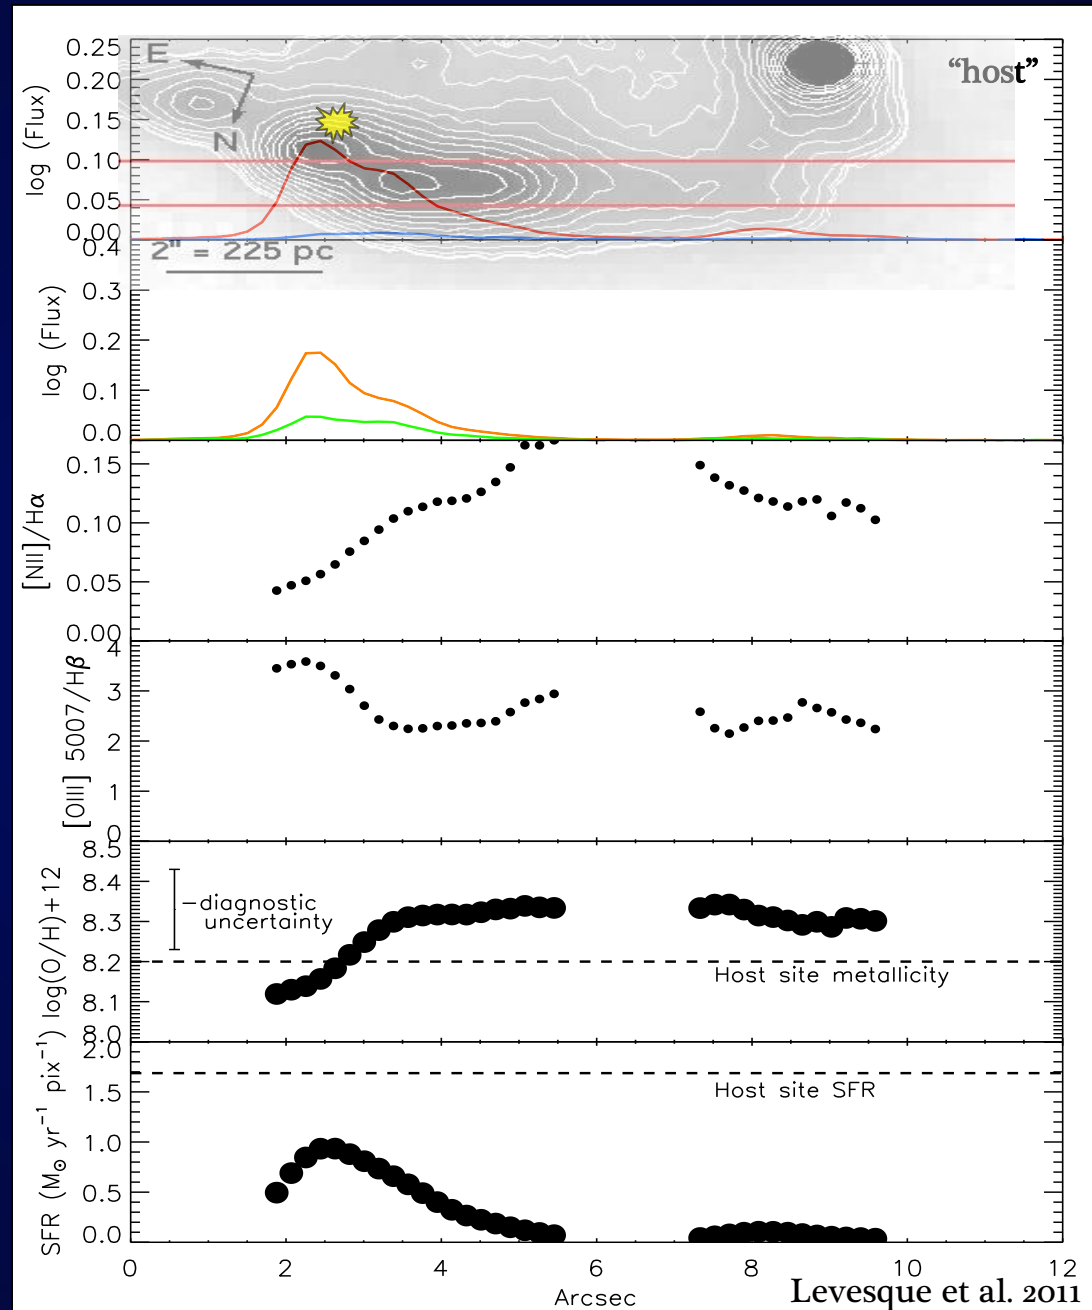 0.25
0.20
0.15
0.10
0.05
0.00
log (Flux)
E
N
"host"
2" = 225 pc
0.4
0.3
0.2
0.1
0.0
log (Flux)
0.15
0.10
0.05
0.00
[NII]/Hα
4
3
2
1
0
[OIII] 5007/Hβ
8.5
8.4
8.3
8.2
8.1
8.0
log(O/H)+12
diagnostic
uncertainty
Host site metallicity
2.0
1.5
1.0
0.5
0.0
SFR (M⊙ yr⁻¹ pix⁻¹)
Host site SFR
0 2 4 6 8 10 12
Arcsec
Levesque et al. 2011